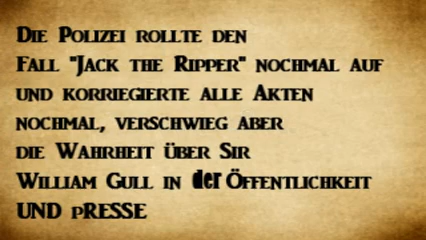 Die Polizei rollte den
Fall "Jack the Ripper" nochmal auf
und korriegierte alle Akten
nochmal, verschwieg aber
die Wahrheit über Sir
William Gull in der Öffentlichkeit
UND pRESSE